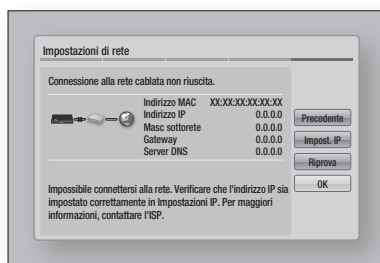 Impostazioni di rete
Connessione alla rete cablata non riuscita.
Indirizzo MAC XX:XX:XX:XX:XX:XX
Indirizzo IP 0.0.0.0
Masc sottorete 0.0.0.0
Gateway 0.0.0.0
Server DNS 0.0.0.0
Precedente
Impost. IP
Riprova
OK
Impossibile connettersi alla rete. Verificare che l'indirizzo IP sia
impostato correttamente in Impostazioni IP. Per maggiori
informazioni, contattare l'ISP.